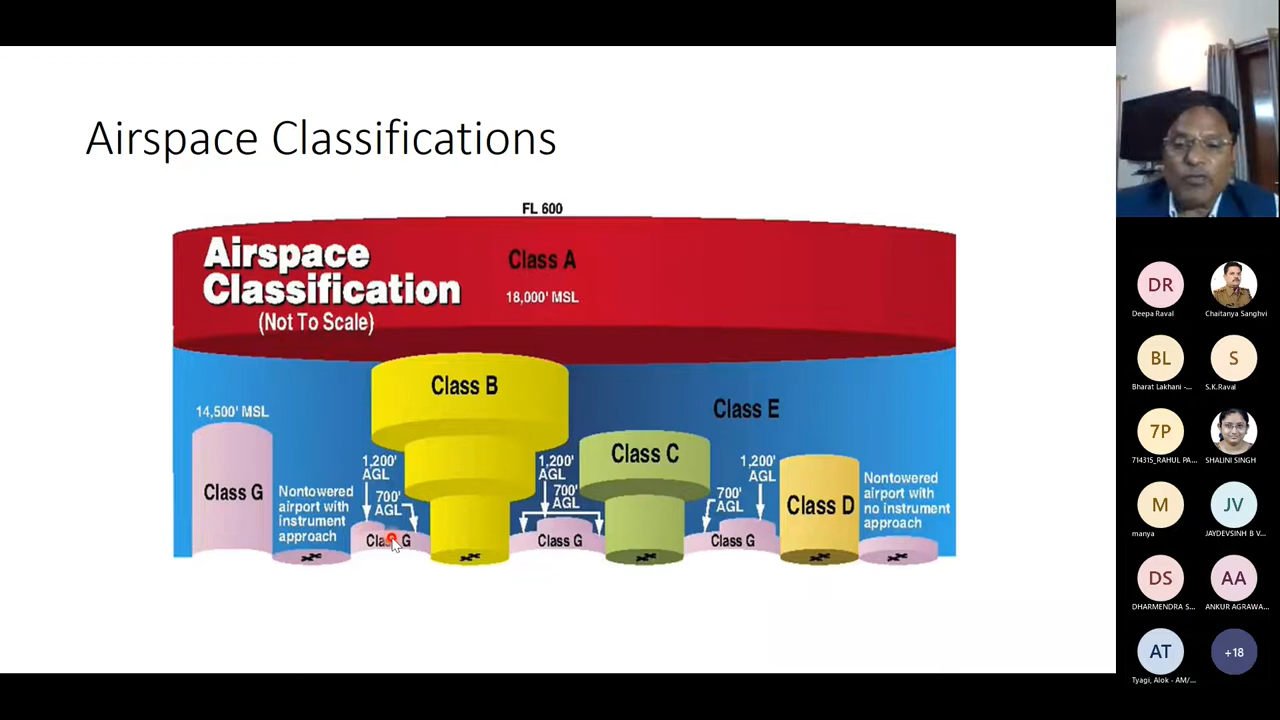 Airspace Classifications
FL 600
Airspace
Classification
(Not To Scale)
Class A
18,000' MSL
Class B
Class E
14,500' MSL
Class C
1,200'
AGL
700'
AGL
1,200'
AGL
700'
AGL
1,200'
AGL
700'
AGL
Class G
Nontowered
airport with
instrument
approach
Class G
Class G
Class G
Class D
Nontowered
airport with
no instrument
approach
DR
Deepa Raval
Chaitanya Sanghvi
BL
Bharat Lakhani -...
S
S.K.Raval
7P
714315_RAHUL PA...
SHALINI SINGH
M
manya
JV
JAYDEVSINH B V...
DS
DHARMENDRA S...
AA
ANKUR AGRAWA...
AT
Tyagi, Alok - AM/...
+18